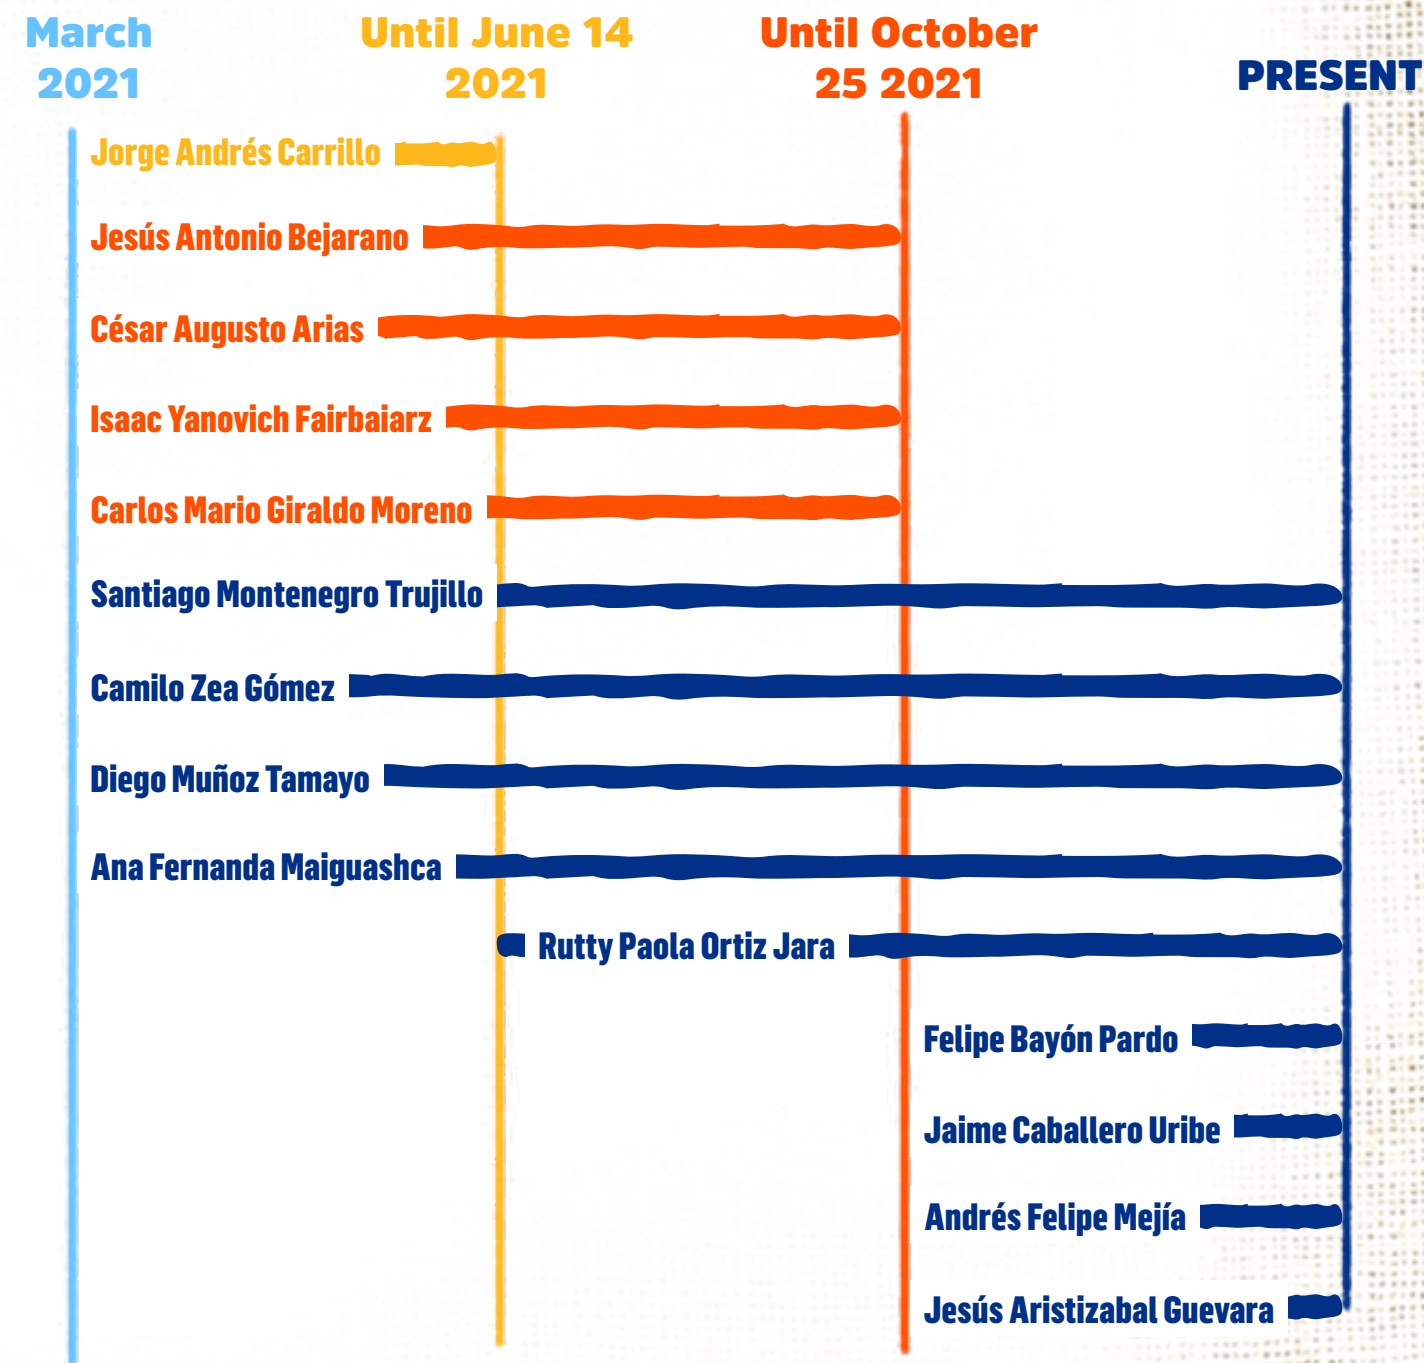 March
2021
Until June 14
2021
Until October
25 2021
PRESENT
Jorge Andrés Carrillo
Jesús Antonio Bejarano
César Augusto Arias
Isaac Yanovich Fairbaiarz
Carlos Mario Giraldo Moreno
Santiago Montenegro Trujillo
Camilo Zea Gómez
Diego Muñoz Tamayo
Ana Fernanda Maiguashca
Rutty Paola Ortiz Jara
Felipe Bayón Pardo
Jaime Caballero Uribe
Andrés Felipe Mejía
Jesús Aristizabal Guevara